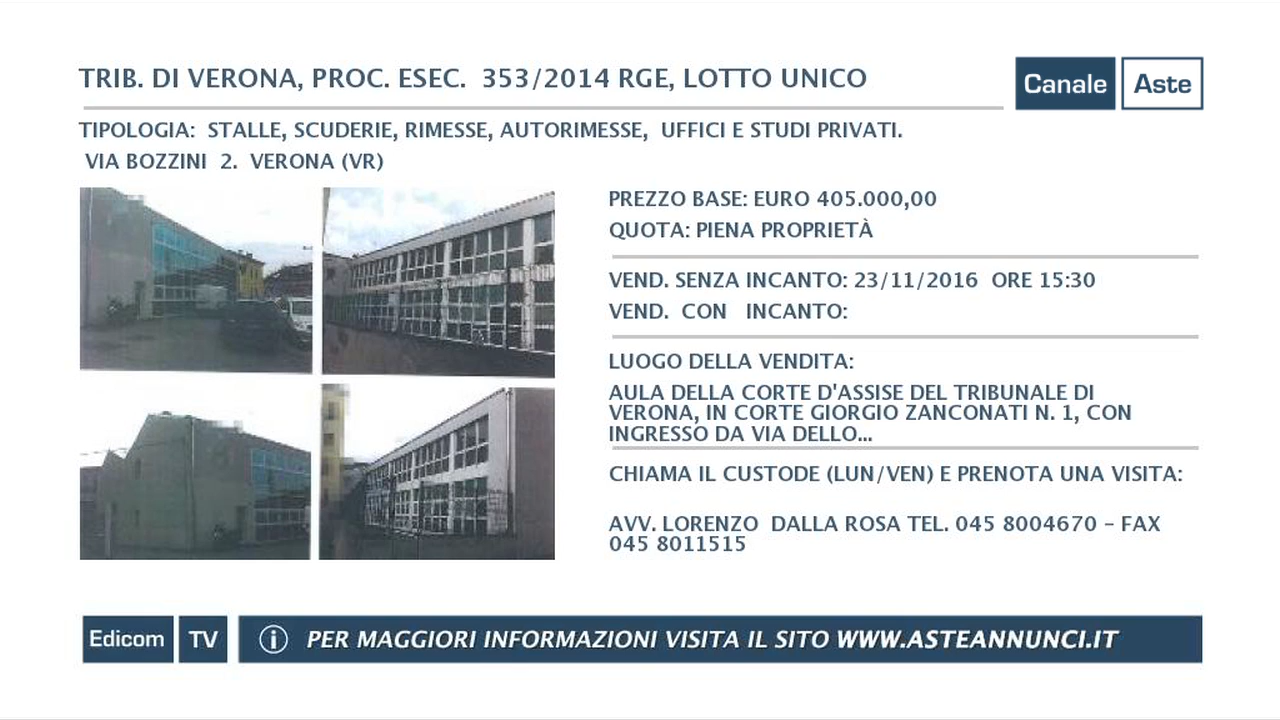 TRIB. DI VERONA, PROC. ESEC.  353/2014 RGE, LOTTO UNICO
Canale Aste
TIPOLOGIA:  STALLE, SCUDERIE, RIMESSE, AUTORIMESSE,  UFFICI E STUDI PRIVATI.
VIA BOZZINI  2.  VERONA (VR)
PREZZO BASE: EURO 405.000,00
QUOTA: PIENA PROPRIETÀ
VEND. SENZA INCANTO: 23/11/2016  ORE 15:30
VEND.  CON   INCANTO:
LUOGO DELLA VENDITA:
AULA DELLA CORTE D'ASSISE DEL TRIBUNALE DI
VERONA, IN CORTE GIORGIO ZANCONATI N. 1, CON
INGRESSO DA VIA DELLO...
CHIAMA IL CUSTODE (LUN/VEN) E PRENOTA UNA VISITA:
AVV. LORENZO  DALLA ROSA TEL. 045 8004670 – FAX
045 8011515
Edicom TV
PER MAGGIORI INFORMAZIONI VISITA IL SITO WWW.ASTEANNUNCI.IT